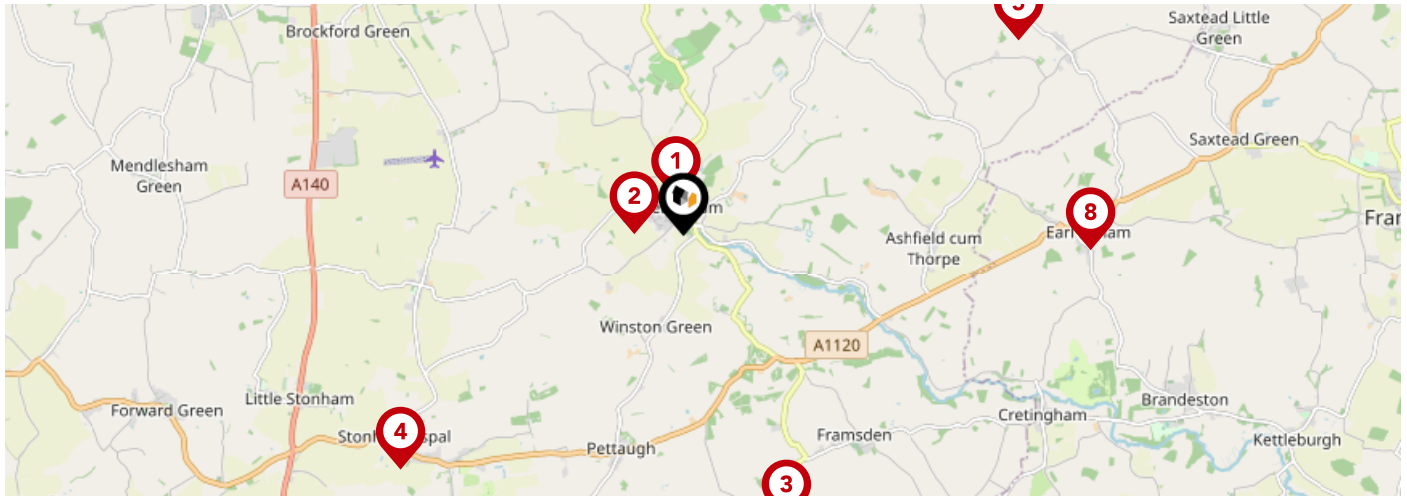 Brockford Green
Saxtead Little
Green
Mendlesham
Green
A140
1
2
8
Saxtead Green
Ashfield cum
Thorpe
Winston Green
A1120
Little Stonham
Forward Green
4
Pettaugh
Framsden
3
Cretingham
Brandeston
Kettleburgh